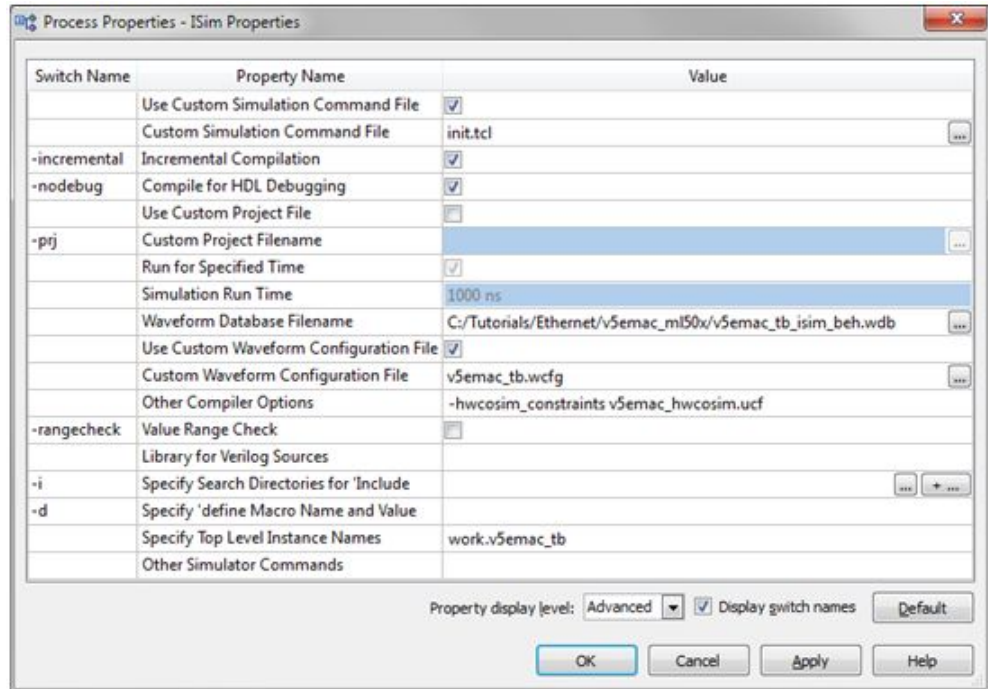 Process Properties - ISim Properties
Switch Name Property Name Value
Use Custom Simulation Command File
Custom Simulation Command File init.tcl ...
-incremental Incremental Compilation
-nodebug Compile for HDL Debugging
Use Custom Project File
-prj Custom Project Filename ...
Run for Specified Time
Simulation Run Time 1000 ns
Waveform Database Filename C:/Tutorials/Ethernet/v5emac_ml50x/v5emac_tb_isim_beh.wdb ...
Use Custom Waveform Configuration File
Custom Waveform Configuration File v5emac_tb.wcfg ...
Other Compiler Options -hwcosim_constraints v5emac_hwcosim.ucf
-rangecheck Value Range Check
Library for Verilog Sources
-i Specify Search Directories for 'Include ... + ...
-d Specify 'define Macro Name and Value
Specify Top Level Instance Names work.v5emac_tb
Other Simulator Commands
Property display level: Advanced Display switch names Default
OK Cancel Apply Help